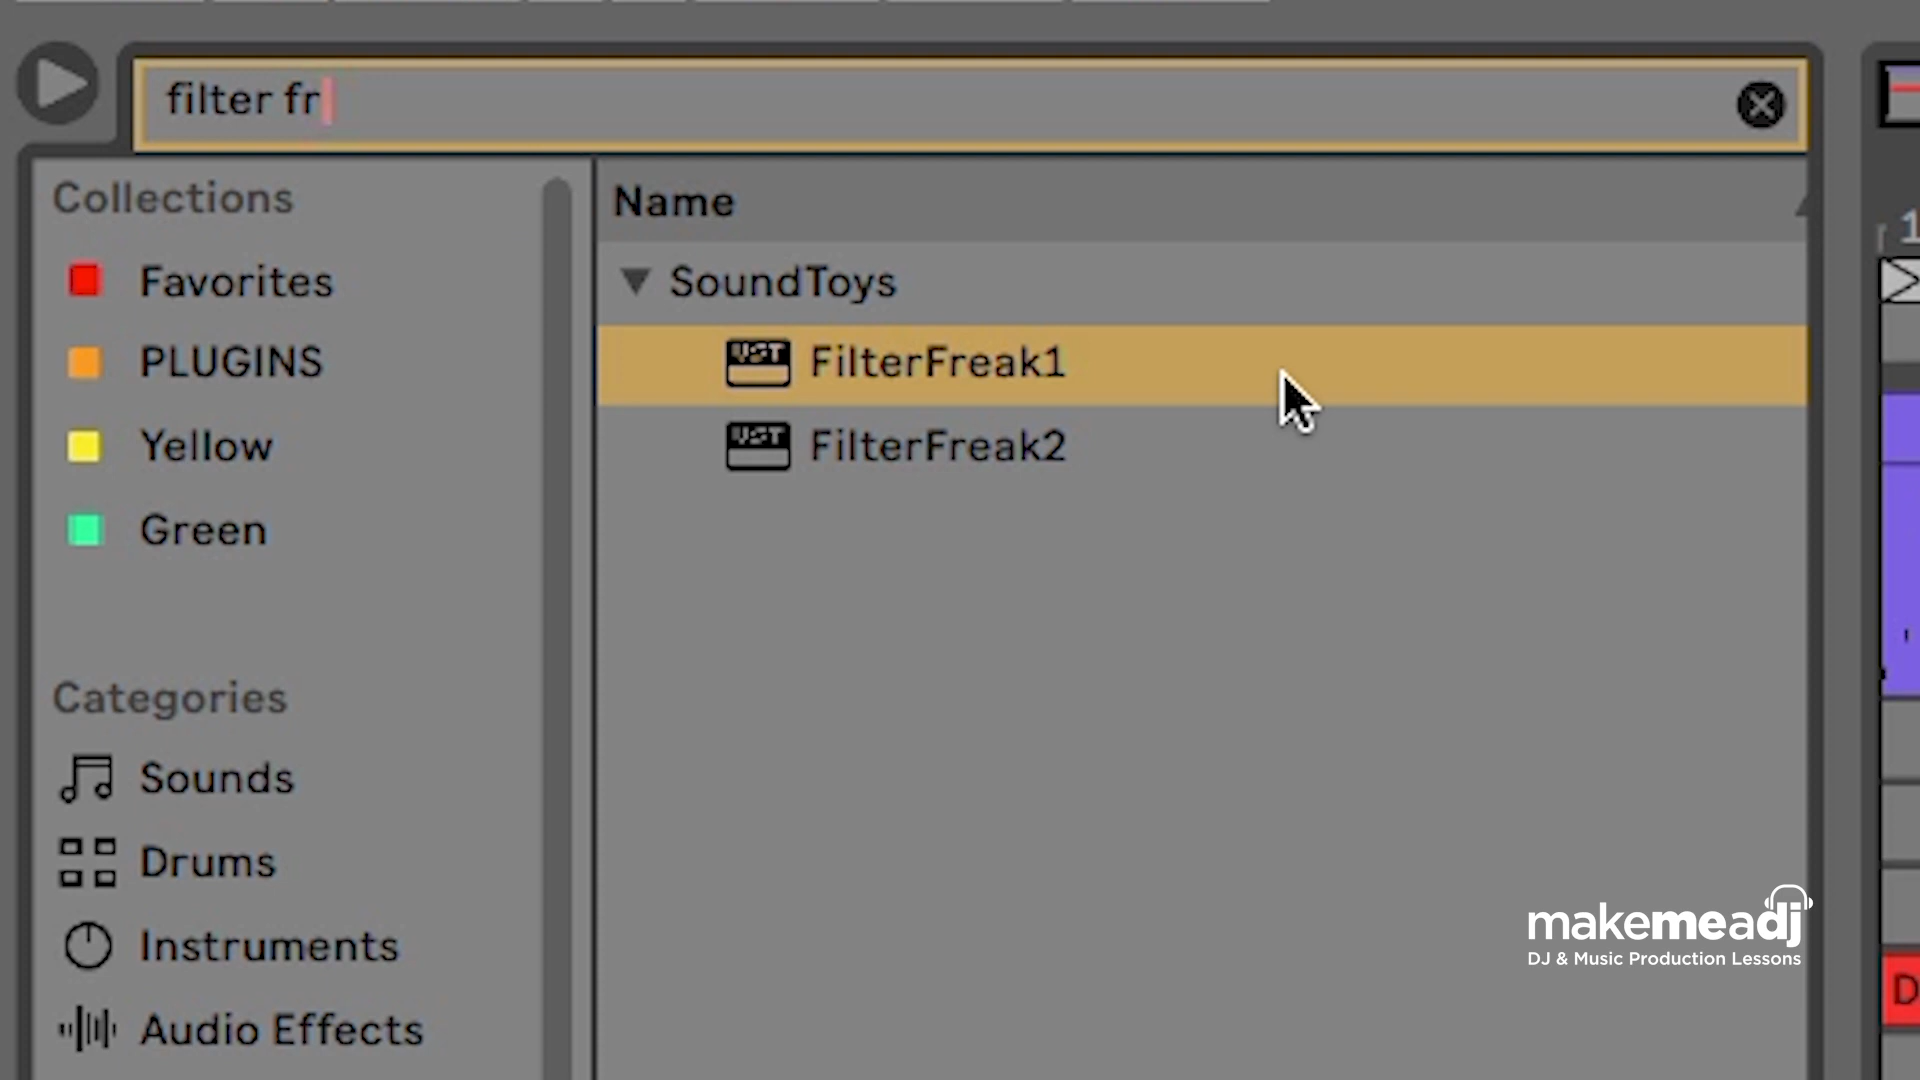 filter fr
Collections
Favorites
PLUGINS
Yellow
Green
Categories
Sounds
Drums
Instruments
Audio Effects
Name
SoundToys
VST FilterFreak1
VST FilterFreak2
1
D
makemeadj
DJ & Music Production Lessons